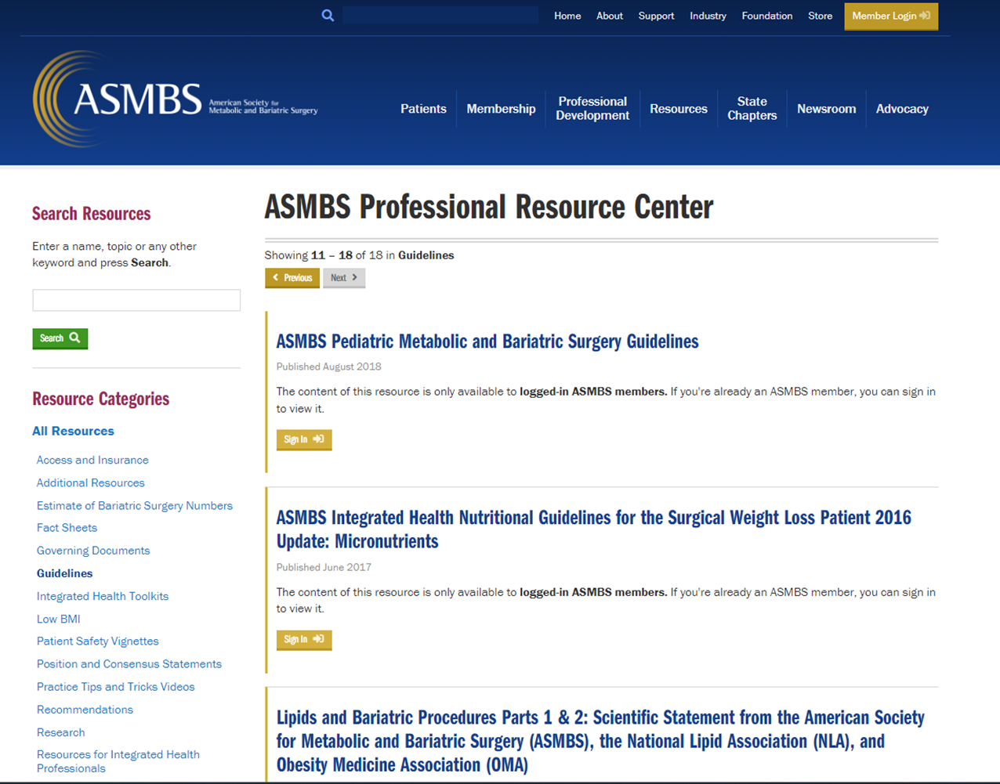 Home About Support Industry Foundation Store Member Login
ASMBS American Society for
Metabolic and Bariatric Surgery
Patients Membership Professional Development Resources State Chapters Newsroom Advocacy
Search Resources
Enter a name, topic or any other
keyword and press Search.
Search
Resource Categories
All Resources
Access and Insurance
Additional Resources
Estimate of Bariatric Surgery Numbers
Fact Sheets
Governing Documents
Guidelines
Integrated Health Toolkits
Low BMI
Patient Safety Vignettes
Position and Consensus Statements
Practice Tips and Tricks Videos
Recommendations
Research
Resources for Integrated Health
Professionals
ASMBS Professional Resource Center
Showing 11 – 18 of 18 in Guidelines
Previous Next
ASMBS Pediatric Metabolic and Bariatric Surgery Guidelines
Published August 2018
The content of this resource is only available to logged-in ASMBS members. If you're already an ASMBS member, you can sign in
to view it.
Sign In
ASMBS Integrated Health Nutritional Guidelines for the Surgical Weight Loss Patient 2016
Update: Micronutrients
Published June 2017
The content of this resource is only available to logged-in ASMBS members. If you're already an ASMBS member, you can sign in
to view it.
Sign In
Lipids and Bariatric Procedures Parts 1 & 2: Scientific Statement from the American Society
for Metabolic and Bariatric Surgery (ASMBS), the National Lipid Association (NLA), and
Obesity Medicine Association (OMA)